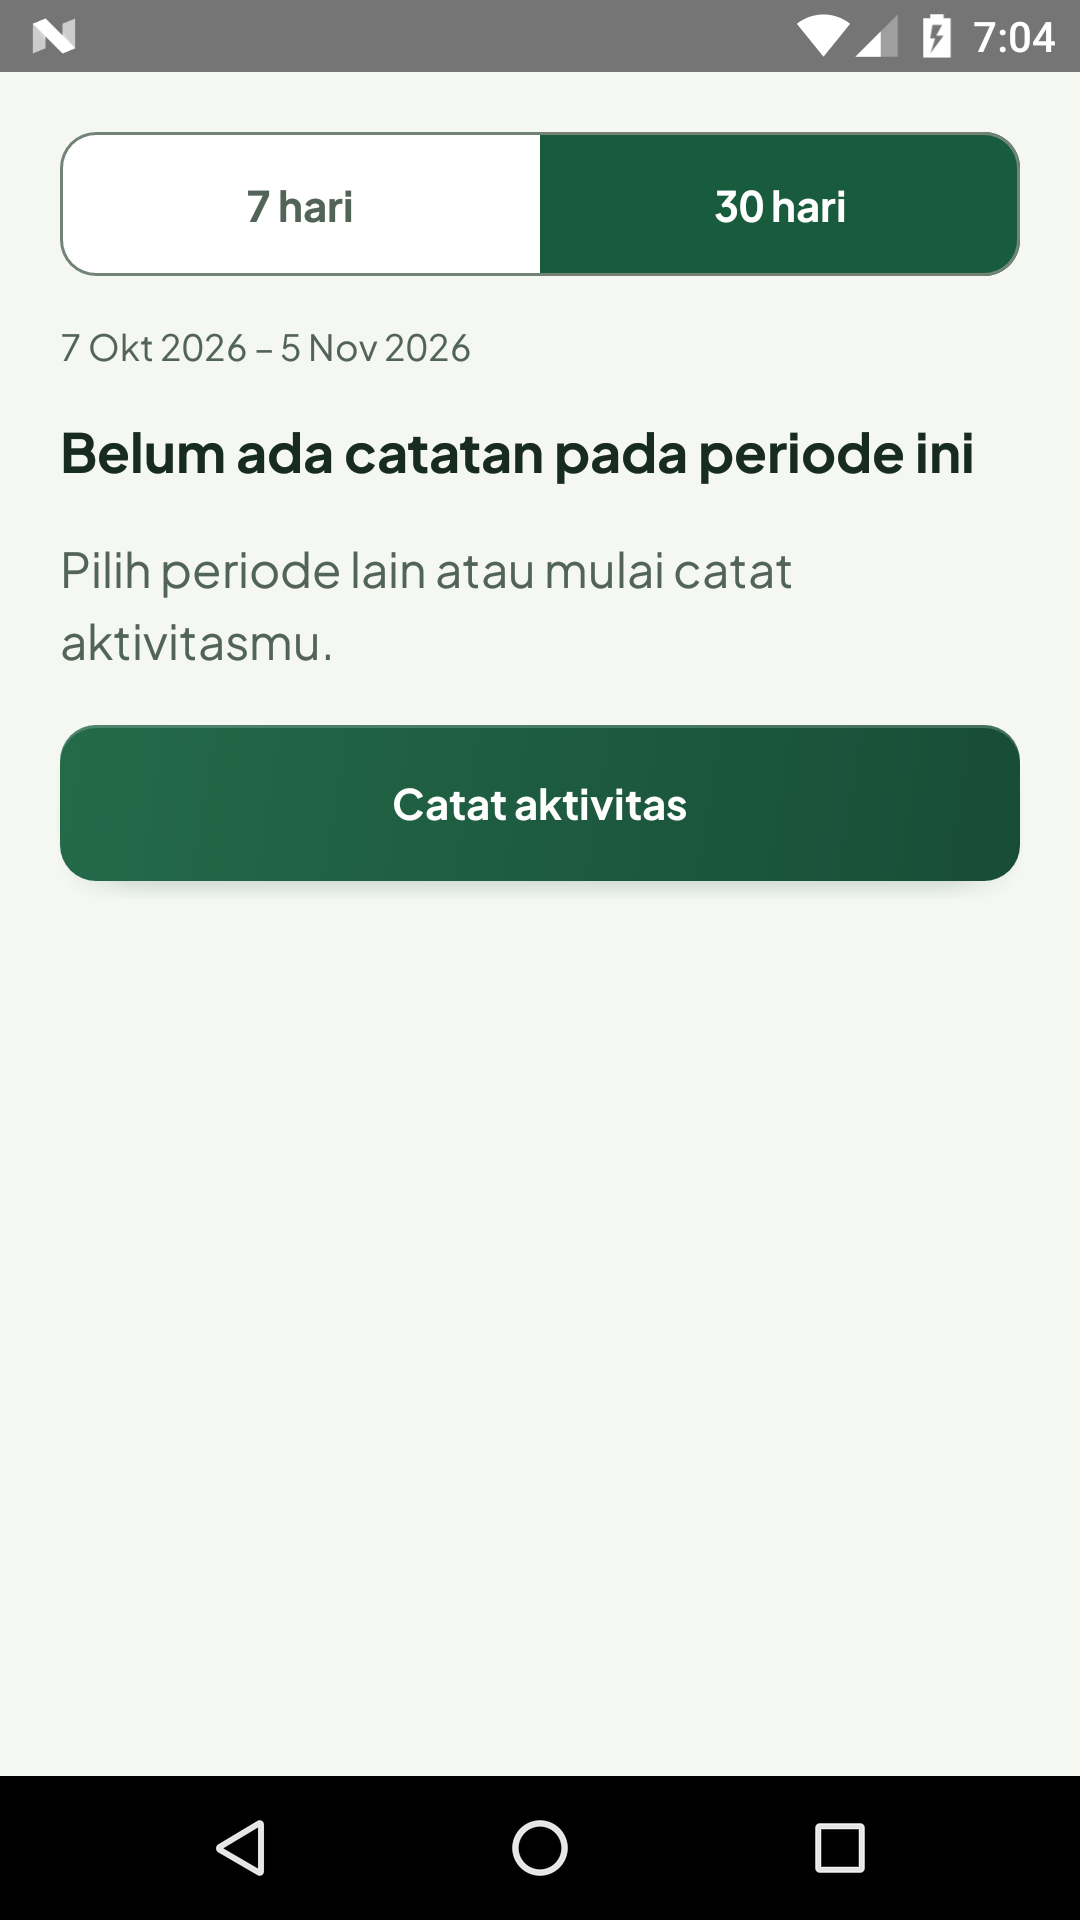 7:04
7 hari
30 hari
7 Okt 2026 – 5 Nov 2026
Belum ada catatan pada periode ini
Pilih periode lain atau mulai catat
aktivitasmu.
Catat aktivitas